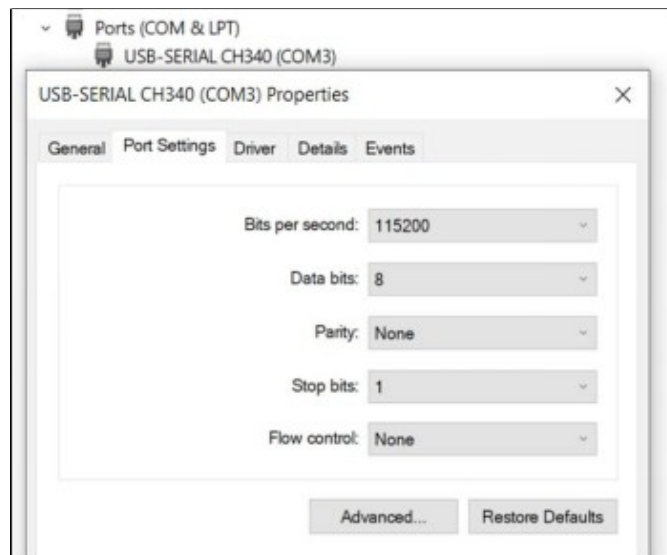 Ports (COM & LPT)
USB-SERIAL CH340 (COM3)
USB-SERIAL CH340 (COM3) Properties
General Port Settings Driver Details Events
Bits per second: 115200
Data bits: 8
Parity: None
Stop bits: 1
Flow control: None
Advanced... Restore Defaults